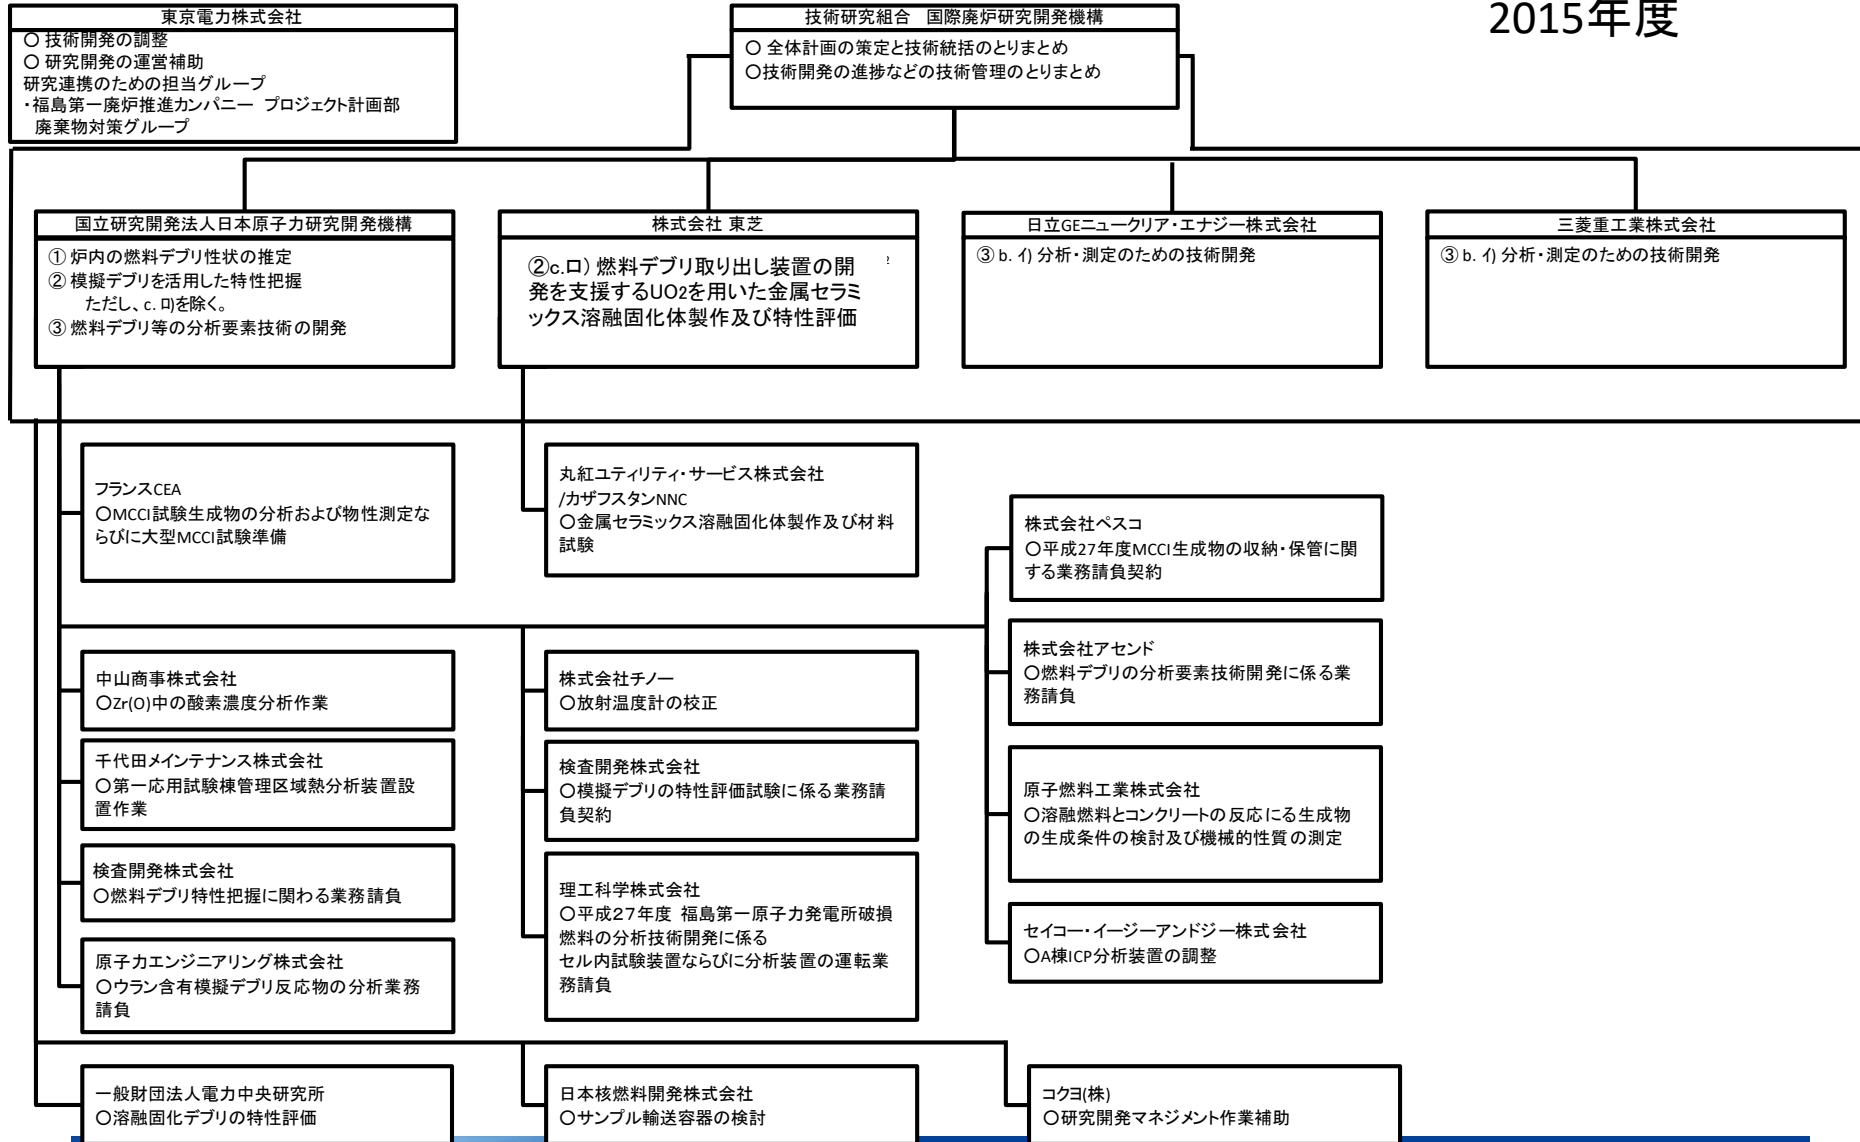 2015年度
東京電力株式会社
〇 技術開発の調整
〇 研究開発の運営補助
研究連携のための担当グループ
・福島第一廃炉推進カンパニー プロジェクト計画部
廃棄物対策グループ
技術研究組合 国際廃炉研究開発機構
〇 全体計画の策定と技術統括のとりまとめ
〇技術開発の進捗などの技術管理のとりまとめ
国立研究開発法人日本原子力研究開発機構
① 炉内の燃料デブリ性状の推定
② 模擬デブリを活用した特性把握
ただし、c. ロ)を除く。
③ 燃料デブリ等の分析要素技術の開発
株式会社 東芝
②c.ロ) 燃料デブリ取り出し装置の開
発を支援するUO2を用いた金属セラミ
ックス溶融固化体製作及び特性評価
2
日立GEニュークリア・エナジー株式会社
③ b. イ) 分析・測定のための技術開発
三菱重工業株式会社
③ b. イ) 分析・測定のための技術開発
フランスCEA
〇MCCI試験生成物の分析および物性測定な
らびに大型MCCI試験準備
丸紅ユティリティ・サービス株式会社
/カザフスタンNNC
〇金属セラミックス溶融固化体製作及び材料
試験
株式会社ペスコ
〇平成27年度MCCI生成物の収納・保管に関
する業務請負契約
株式会社アセンド
〇燃料デブリの分析要素技術開発に係る業
務請負
原子燃料工業株式会社
〇溶融燃料とコンクリートの反応にる生成物
の生成条件の検討及び機械的性質の測定
セイコー・イージーアンドジー株式会社
〇A棟ICP分析装置の調整
中山商事株式会社
〇Zr(O)中の酸素濃度分析作業
千代田メインテナンス株式会社
〇第一応用試験棟管理区域熱分析装置設
置作業
検査開発株式会社
〇燃料デブリ特性把握に関わる業務請負
原子力エンジニアリング株式会社
〇ウラン含有模擬デブリ反応物の分析業務
請負
株式会社チノー
〇放射温度計の校正
検査開発株式会社
〇模擬デブリの特性評価試験に係る業務請
負契約
理工科学株式会社
〇平成２７年度 福島第一原子力発電所破損
燃料の分析技術開発に係る
セル内試験装置ならびに分析装置の運転業
務請負
一般財団法人電力中央研究所
〇溶融固化デブリの特性評価
日本核燃料開発株式会社
〇サンプル輸送容器の検討
コクヨ(株)
〇研究開発マネジメント作業補助